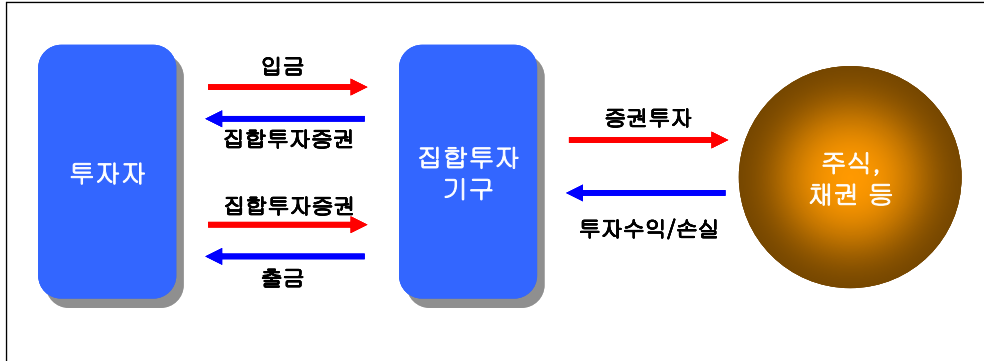 입금
집합투자증권
투자자
집합투자증권
출금
집합투자
기구
증권투자
투자수익/손실
주식,
채권 등